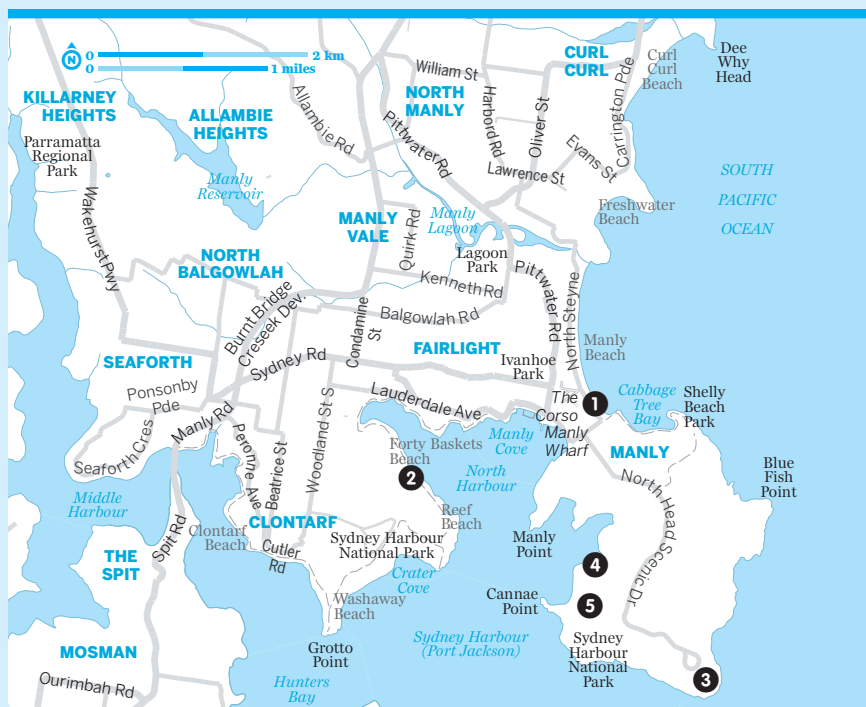 N
0
2 km
0
1 miles
CURL
CURL
Curl
Curl
Beach
Dee
Why
Head
William St
NORTH
MANLY
Harbord Rd
Oliver St
Carrington Pde
KILLARNEY
HEIGHTS
ALLAMBIE
HEIGHTS
Allambie Rd
Pittwater Rd
Evans St
Parramatta
Regional
Park
Lawrence St
SOUTH
PACIFIC
OCEAN
Manly
Reservoir
Wakehurst Pwy
MANLY
VALE
Quirk Rd
Manly
Lagoon
Freshwater
Beach
NORTH
BALGOWLAH
Lagoon
Park
Pittwater Rd
North Steyne
Kenneth Rd
Burnt Bridge
Creseek Dev.
Condamine
St
Balgowlah Rd
SEAFORTH
Sydney Rd
FAIRLIGHT
Ivanhoe
Park
Manly
Beach
Ponsonby
Pde
Lauderdale Ave
The
Corso
1
Cabbage
Tree
Bay
Shelly
Beach
Park
Seaforth Cres
Manly Rd
Peronne Ave
Beatrice St
Woodland St S
Forty Baskets
Beach
2
Manly
Cove
Manly
Wharf
MANLY
North
Harbour
North Head Scenic Dr
Blue
Fish
Point
Middle
Harbour
Spit Rd
Clontarf
Beach
CLONTARF
Cutler
Rd
Sydney Harbour
National Park
Reef
Beach
Manly
Point
THE
SPIT
Crater
Cove
4
Washaway
Beach
Cannae
Point
5
Grotto
Point
Sydney Harbour
(Port Jackson)
Sydney
Harbour
National
Park
3
MOSMAN
Ourimbah Rd
Hunters
Bay